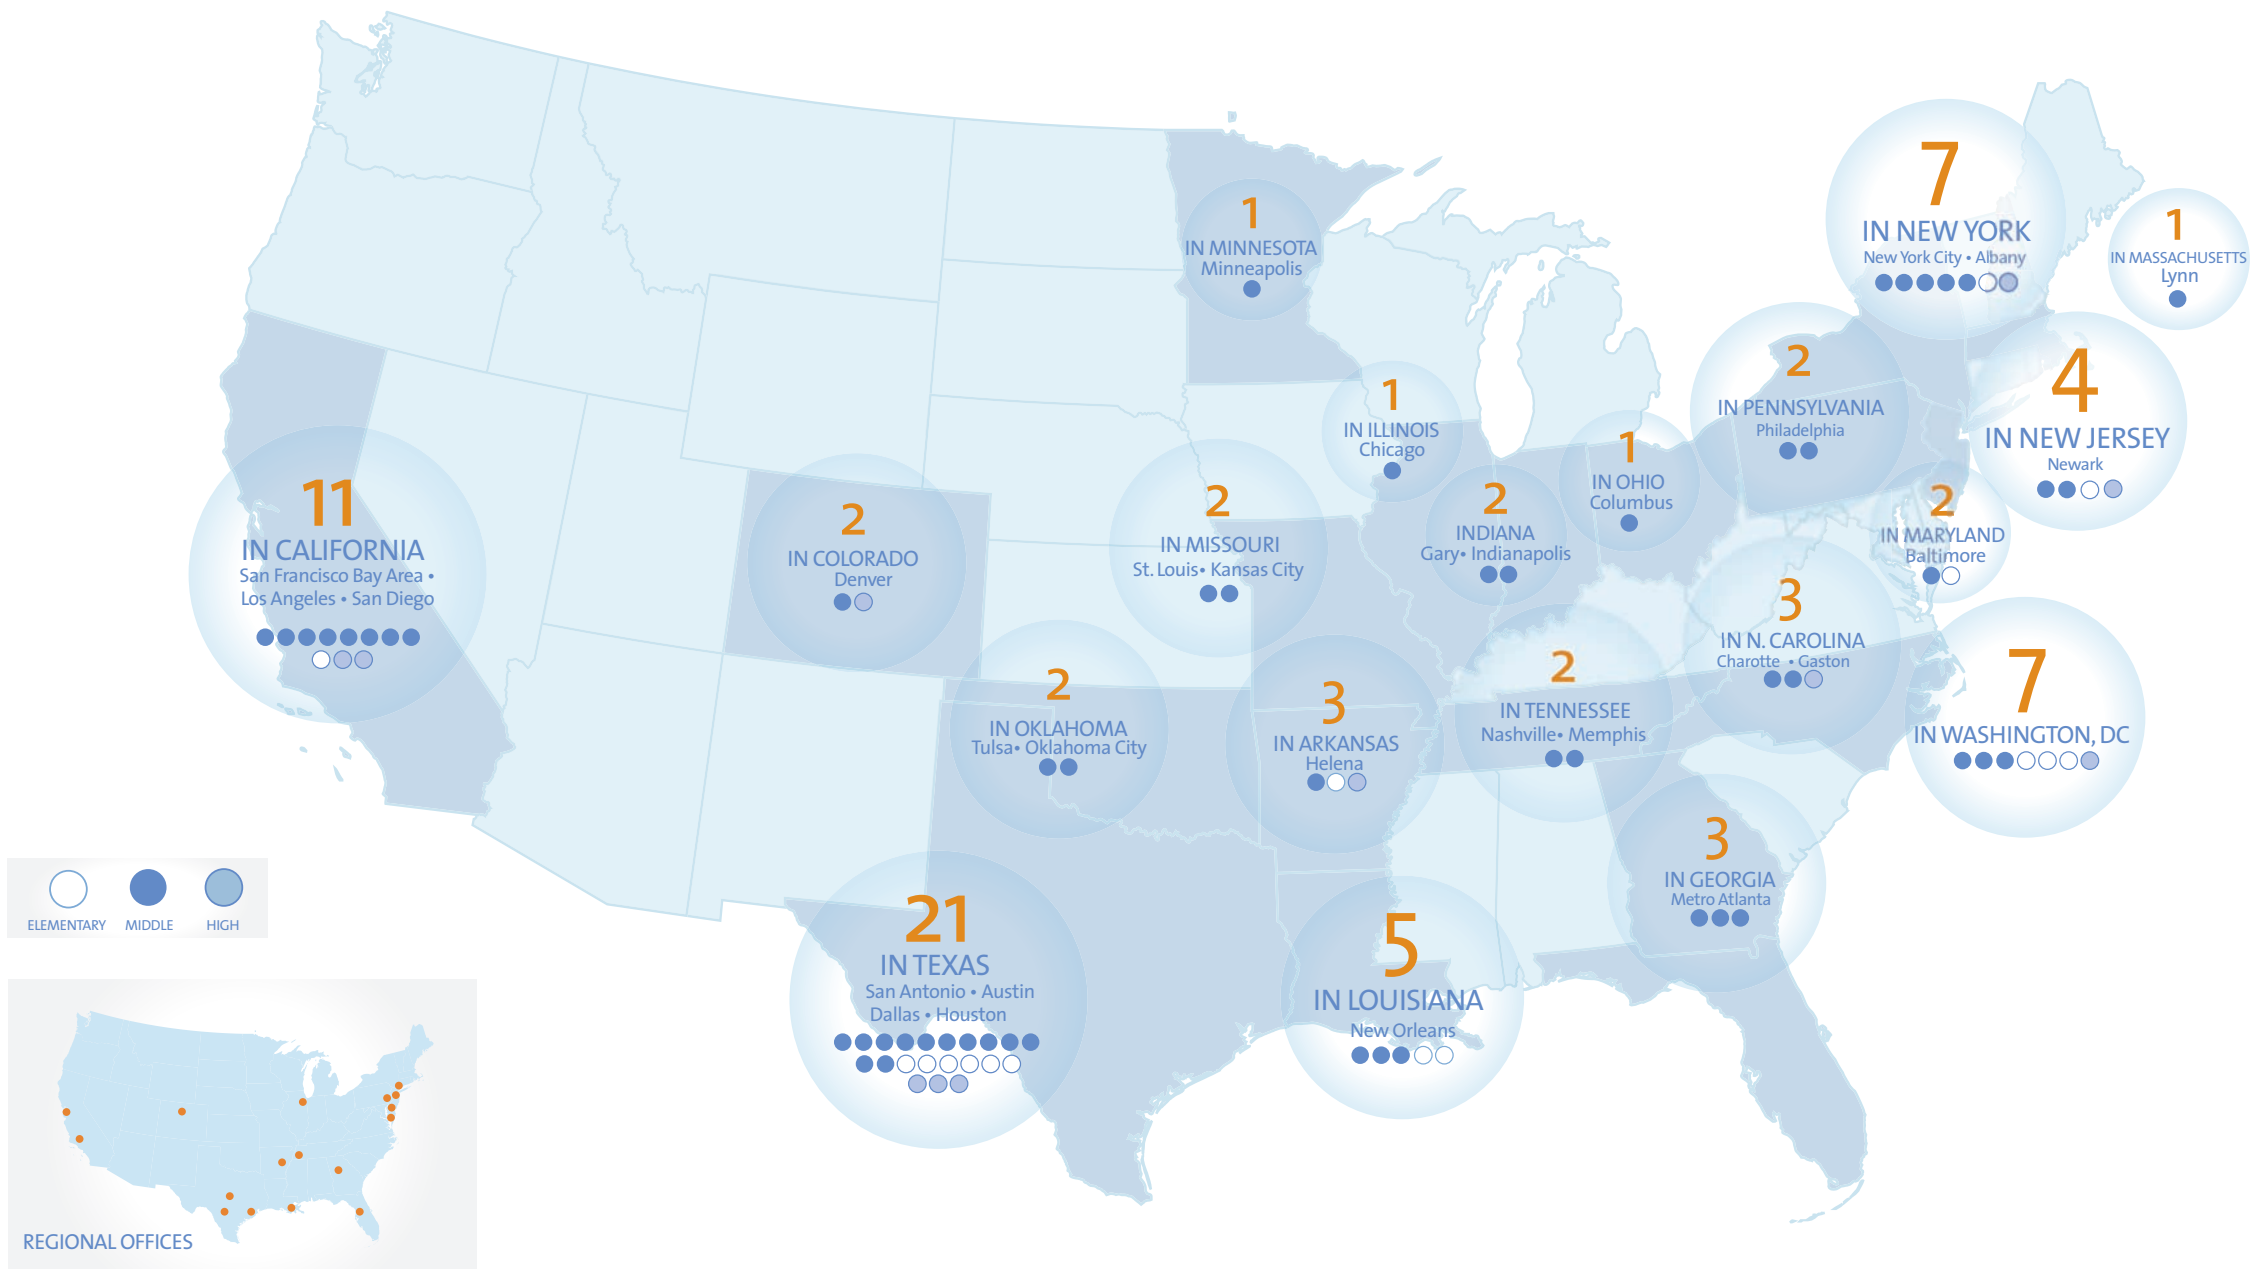 7
IN NEW YORK
New York City • Albany
1
IN MASSACHUSETTS
Lynn
1
IN MINNESOTA
Minneapolis
2
IN PENNSYLVANIA
Philadelphia
4
IN NEW JERSEY
Newark
1
IN ILLINOIS
Chicago
1
IN OHIO
Columbus
11
IN CALIFORNIA
San Francisco Bay Area •
Los Angeles • San Diego
2
IN COLORADO
Denver
2
IN MISSOURI
St. Louis• Kansas City
2
INDIANA
Gary• Indianapolis
2
IN MARYLAND
Baltimore
3
IN N. CAROLINA
Charotte • Gaston
2
IN OKLAHOMA
Tulsa• Oklahoma City
3
IN ARKANSAS
Helena
2
IN TENNESSEE
Nashville• Memphis
7
IN WASHINGTON, DC
3
IN GEORGIA
Metro Atlanta
21
IN TEXAS
San Antonio • Austin
Dallas • Houston
5
IN LOUISIANA
New Orleans
ELEMENTARY
MIDDLE
HIGH
REGIONAL OFFICES